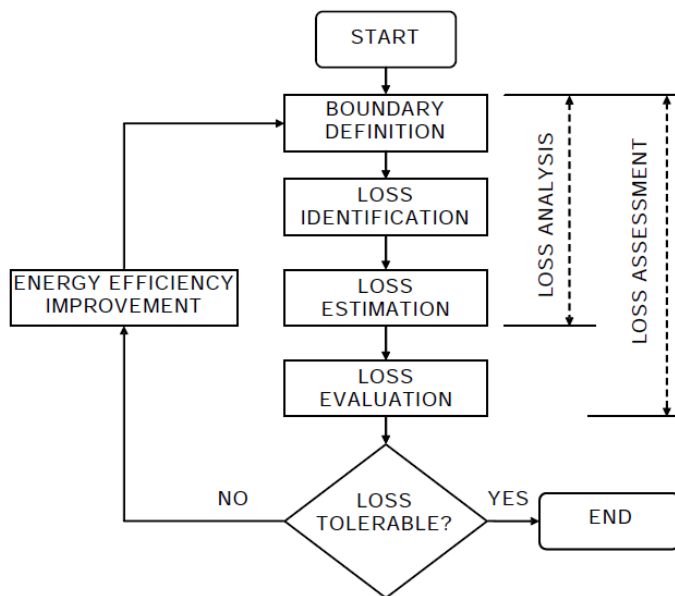 START
BOUNDARY
DEFINITION
LOSS
IDENTIFICATION
ENERGY EFFICIENCY
IMPROVEMENT
LOSS
ESTIMATION
LOSS
EVALUATION
LOSS ANALYSIS
LOSS ASSESSMENT
NO
LOSS
TOLERABLE?
YES
END